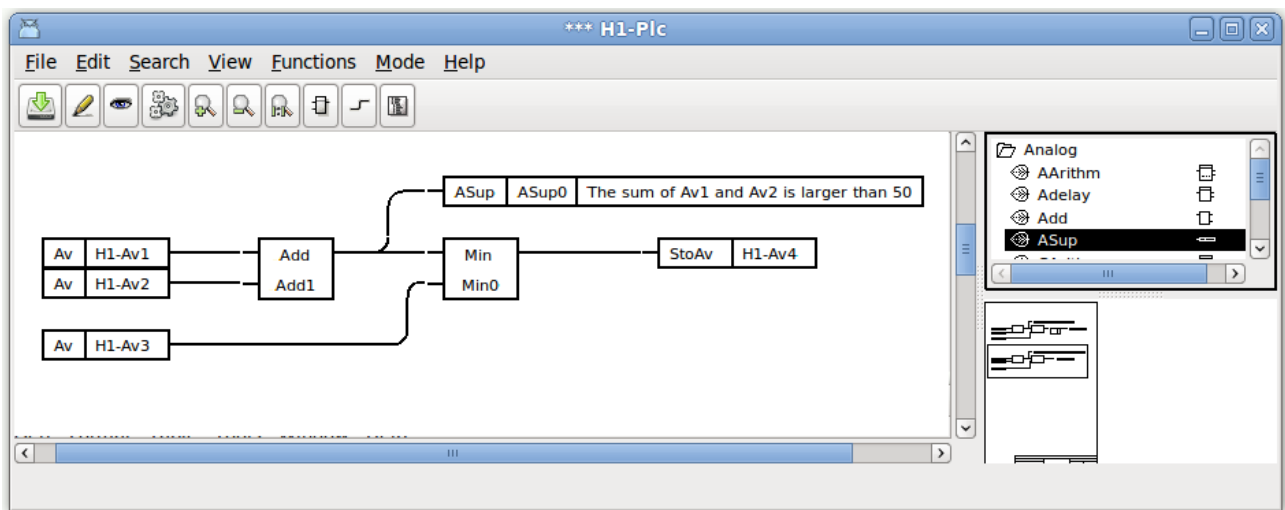 *** H1-Plc
File Edit Search View Functions Mode Help
Analog
AArithm
Adelay
Add
ASup
ASup ASup0 The sum of Av1 and Av2 is larger than 50
Av H1-Av1 Add Min StoAv H1-Av4
Av H1-Av2 Add1 Min0
Av H1-Av3